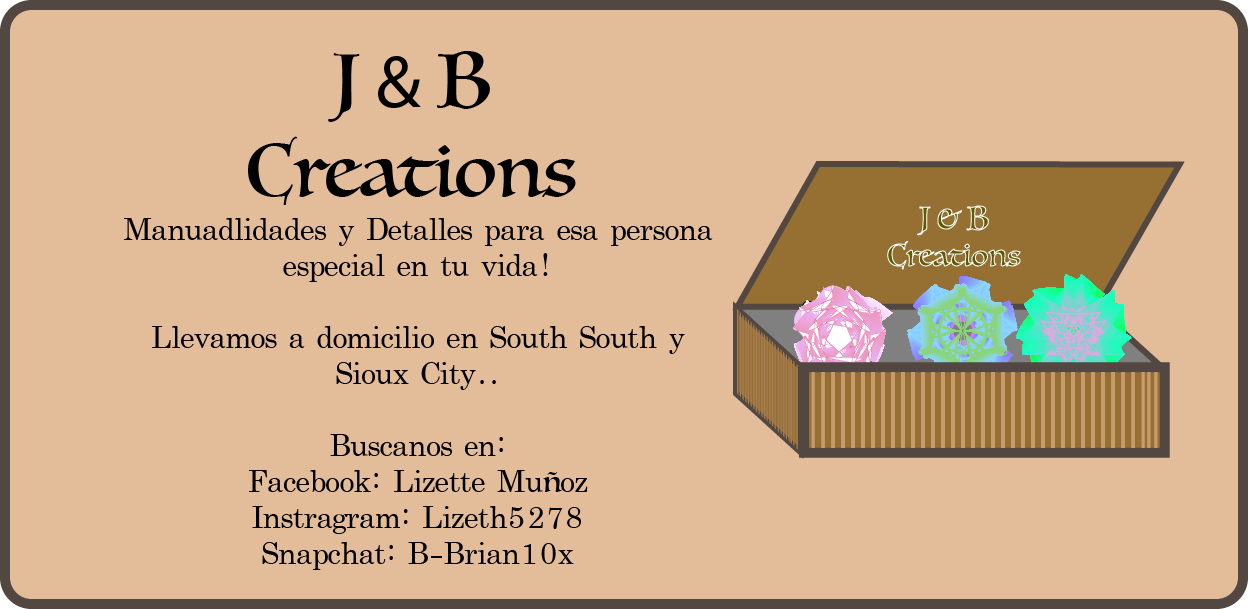 J & B
Creations
Manuadlidades y Detalles para esa persona
especial en tu vida!
Llevamos a domicilio en South South y
Sioux City..
Buscanos en:
Facebook: Lizette Muñoz
Instragram: Lizeth5278
Snapchat: B-Brian10x
J & B
Creations